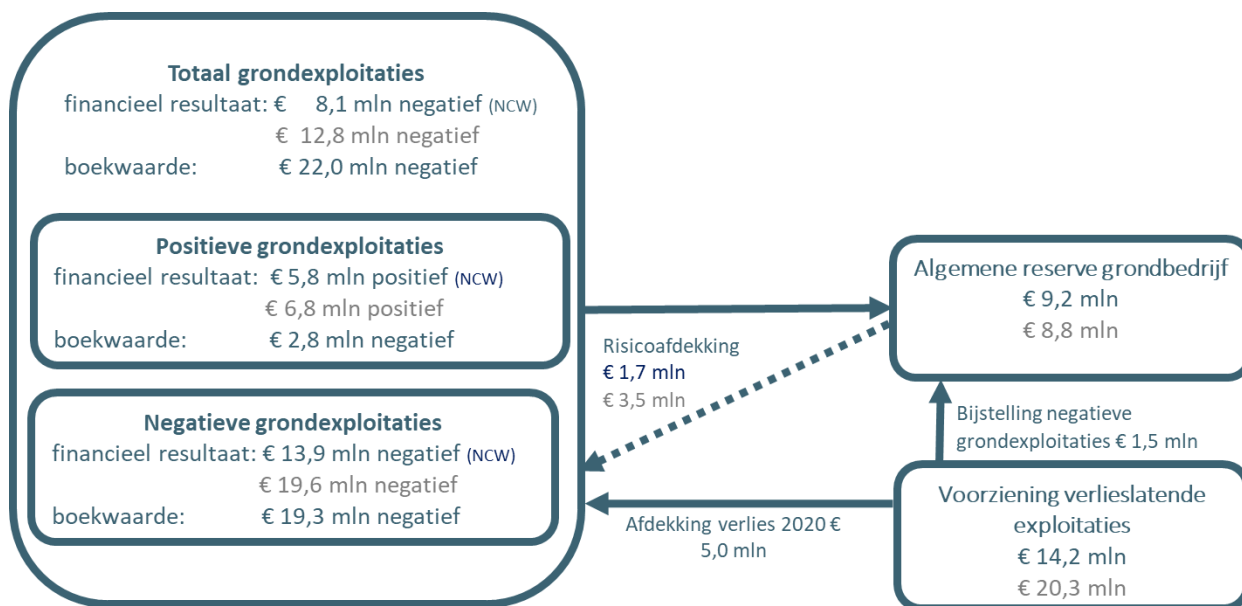 Totaal grondexploitaties
financieel resultaat: € 8,1 mln negatief (NCW)
€ 12,8 mln negatief
boekwaarde: € 22,0 mln negatief
Positieve grondexploitaties
financieel resultaat: € 5,8 mln positief (NCW)
€ 6,8 mln positief
boekwaarde: € 2,8 mln negatief
Negatieve grondexploitaties
financieel resultaat: € 13,9 mln negatief (NCW)
€ 19,6 mln negatief
boekwaarde: € 19,3 mln negatief
Risicoafdekking
€ 1,7 mln
€ 3,5 mln
Afdekking verlies 2020 €
5,0 mln
Algemene reserve grondbedrijf
€ 9,2 mln
€ 8,8 mln
Bijstelling negatieve
grondexploitaties € 1,5 mln
Voorziening verlieslatende
exploitaties
€ 14,2 mln
€ 20,3 mln